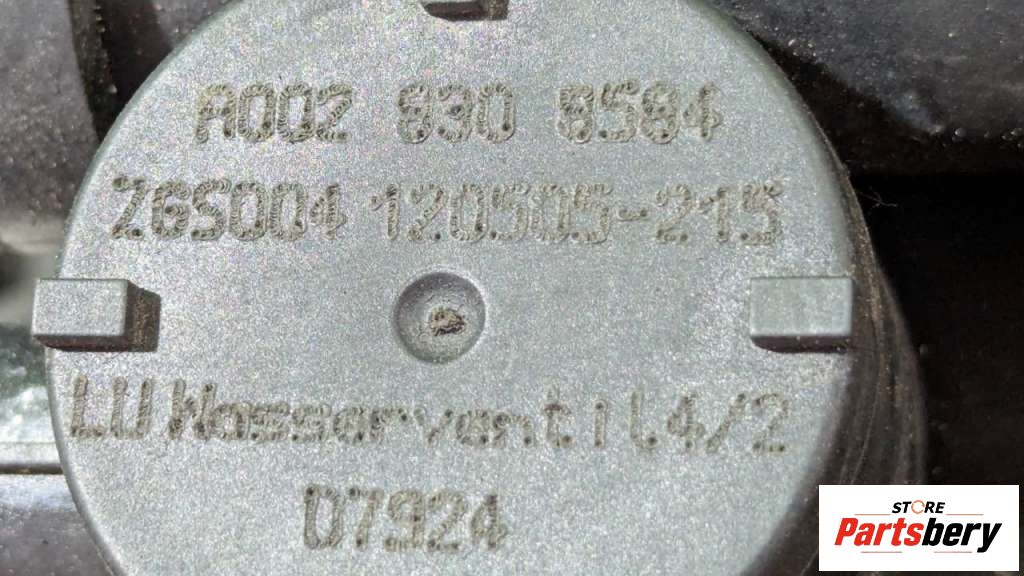 A002 830 8584
ZGS004 120505-215
LU Wasserventil4/2
07924
STORE
Partsbery